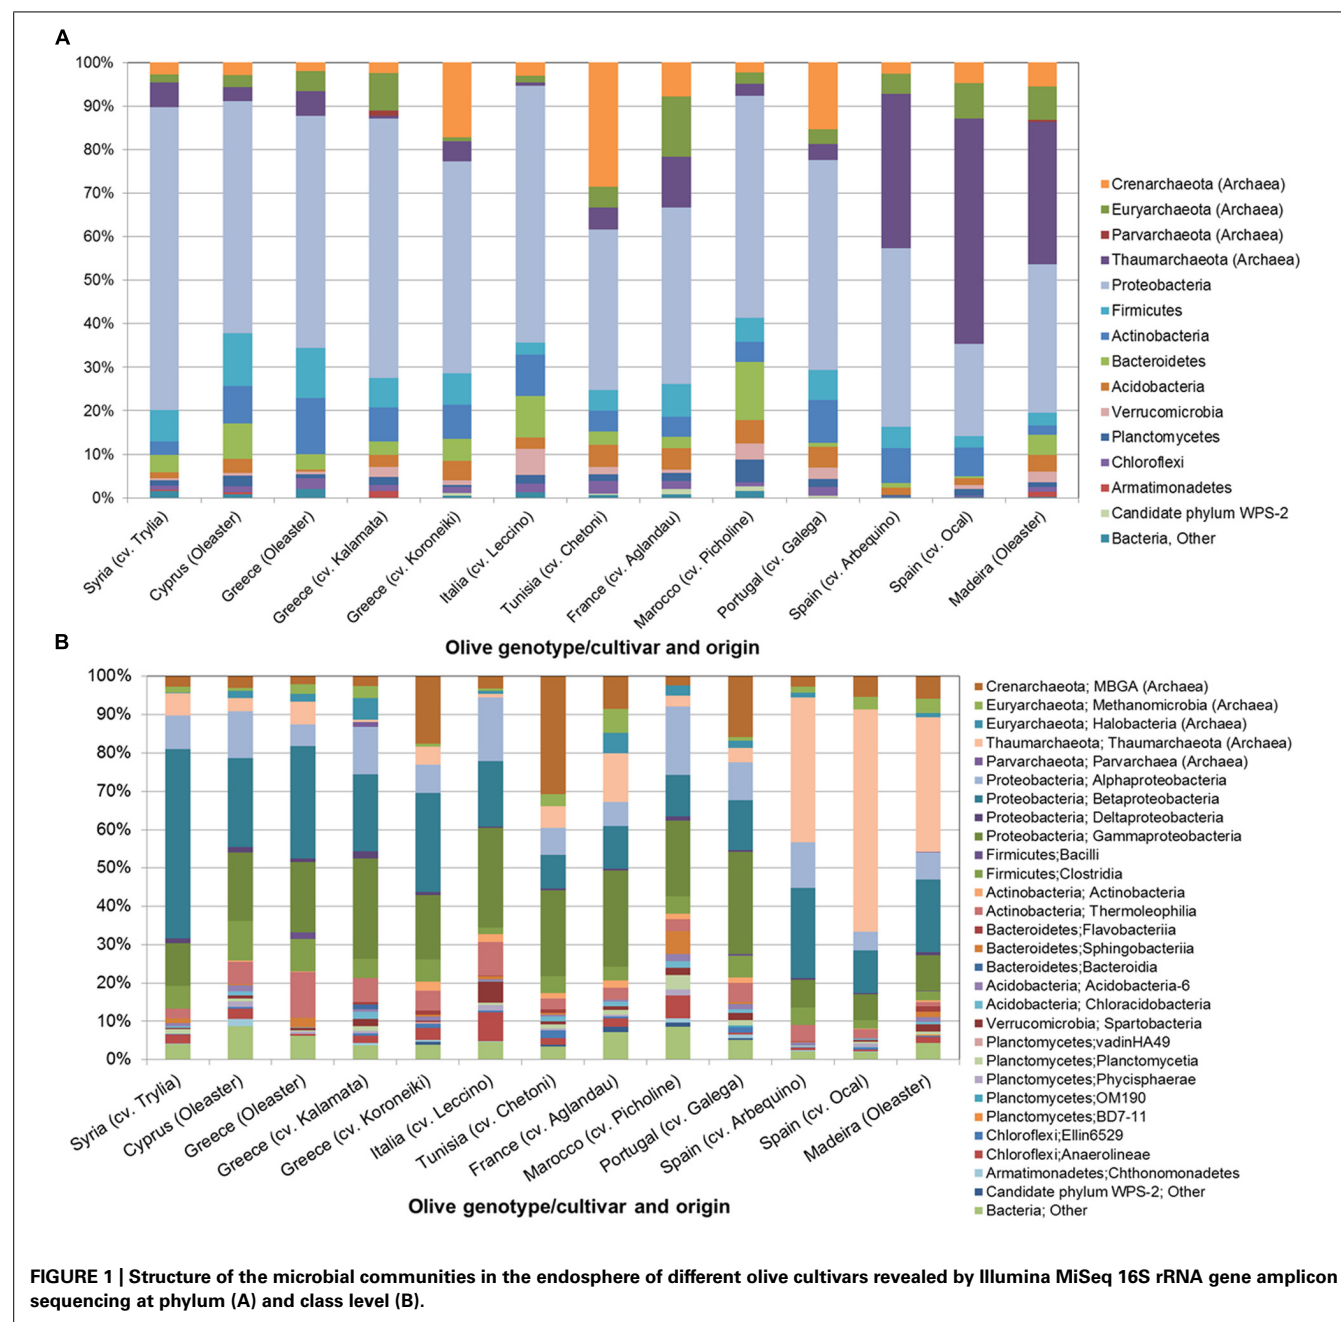 A
100%
90%
80%
70%
60%
50%
40%
30%
20%
10%
0%
Syria (cv. Trylia)
Cyprus (Oleaster)
Greece (Oleaster)
Greece (cv. Kalamata)
Greece (cv. Koroneiki)
Italia (cv. Leccino)
Tunisia (cv. Chetoni)
France (cv. Aglandau)
Marocco (cv. Picholine)
Portugal (cv. Galega)
Spain (cv. Arbequino)
Spain (cv. Ocal)
Madeira (Oleaster)
Olive genotype/cultivar and origin
Crenarchaeota (Archaea)
Euryarchaeota (Archaea)
Parvarchaeota (Archaea)
Thaumarchaeota (Archaea)
Proteobacteria
Firmicutes
Actinobacteria
Bacteroidetes
Acidobacteria
Verrucomicrobia
Planctomycetes
Chloroflexi
Armatimonadetes
Candidate phylum WPS-2
Bacteria, Other
B
100%
90%
80%
70%
60%
50%
40%
30%
20%
10%
0%
Syria (cv. Trylia)
Cyprus (Oleaster)
Greece (Oleaster)
Greece (cv. Kalamata)
Greece (cv. Koroneiki)
Italia (cv. Leccino)
Tunisia (cv. Chetoni)
France (cv. Aglandau)
Marocco (cv. Picholine)
Portugal (cv. Galega)
Spain (cv. Arbequino)
Spain (cv. Ocal)
Madeira (Oleaster)
Olive genotype/cultivar and origin
Crenarchaeota; MBGA (Archaea)
Euryarchaeota; Methanomicrobia (Archaea)
Euryarchaeota; Halobacteria (Archaea)
Thaumarchaeota; Thaumarchaeota (Archaea)
Parvarchaeota; Parvarchaea (Archaea)
Proteobacteria; Alphaproteobacteria
Proteobacteria; Betaproteobacteria
Proteobacteria; Deltaproteobacteria
Proteobacteria; Gammaproteobacteria
Firmicutes;Bacilli
Firmicutes;Clostridia
Actinobacteria; Actinobacteria
Actinobacteria; Thermoleophilia
Bacteroidetes;Flavobacteriia
Bacteroidetes;Sphingobacteriia
Bacteroidetes;Bacteroidia
Acidobacteria; Acidobacteria-6
Acidobacteria; Chloracidobacteria
Verrucomicrobia; Spartobacteria
Planctomycetes;vadinHA49
Planctomycetes;Planctomycetia
Planctomycetes;Phycisphaerae
Planctomycetes;OM190
Planctomycetes;BD7-11
Chloroflexi;Ellin6529
Chloroflexi;Anaerolineae
Armatimonadetes;Chthonomonadetes
Candidate phylum WPS-2; Other
Bacteria; Other
FIGURE 1 | Structure of the microbial communities in the endosphere of different olive cultivars revealed by Illumina MiSeq 16S rRNA gene amplicon
sequencing at phylum (A) and class level (B).